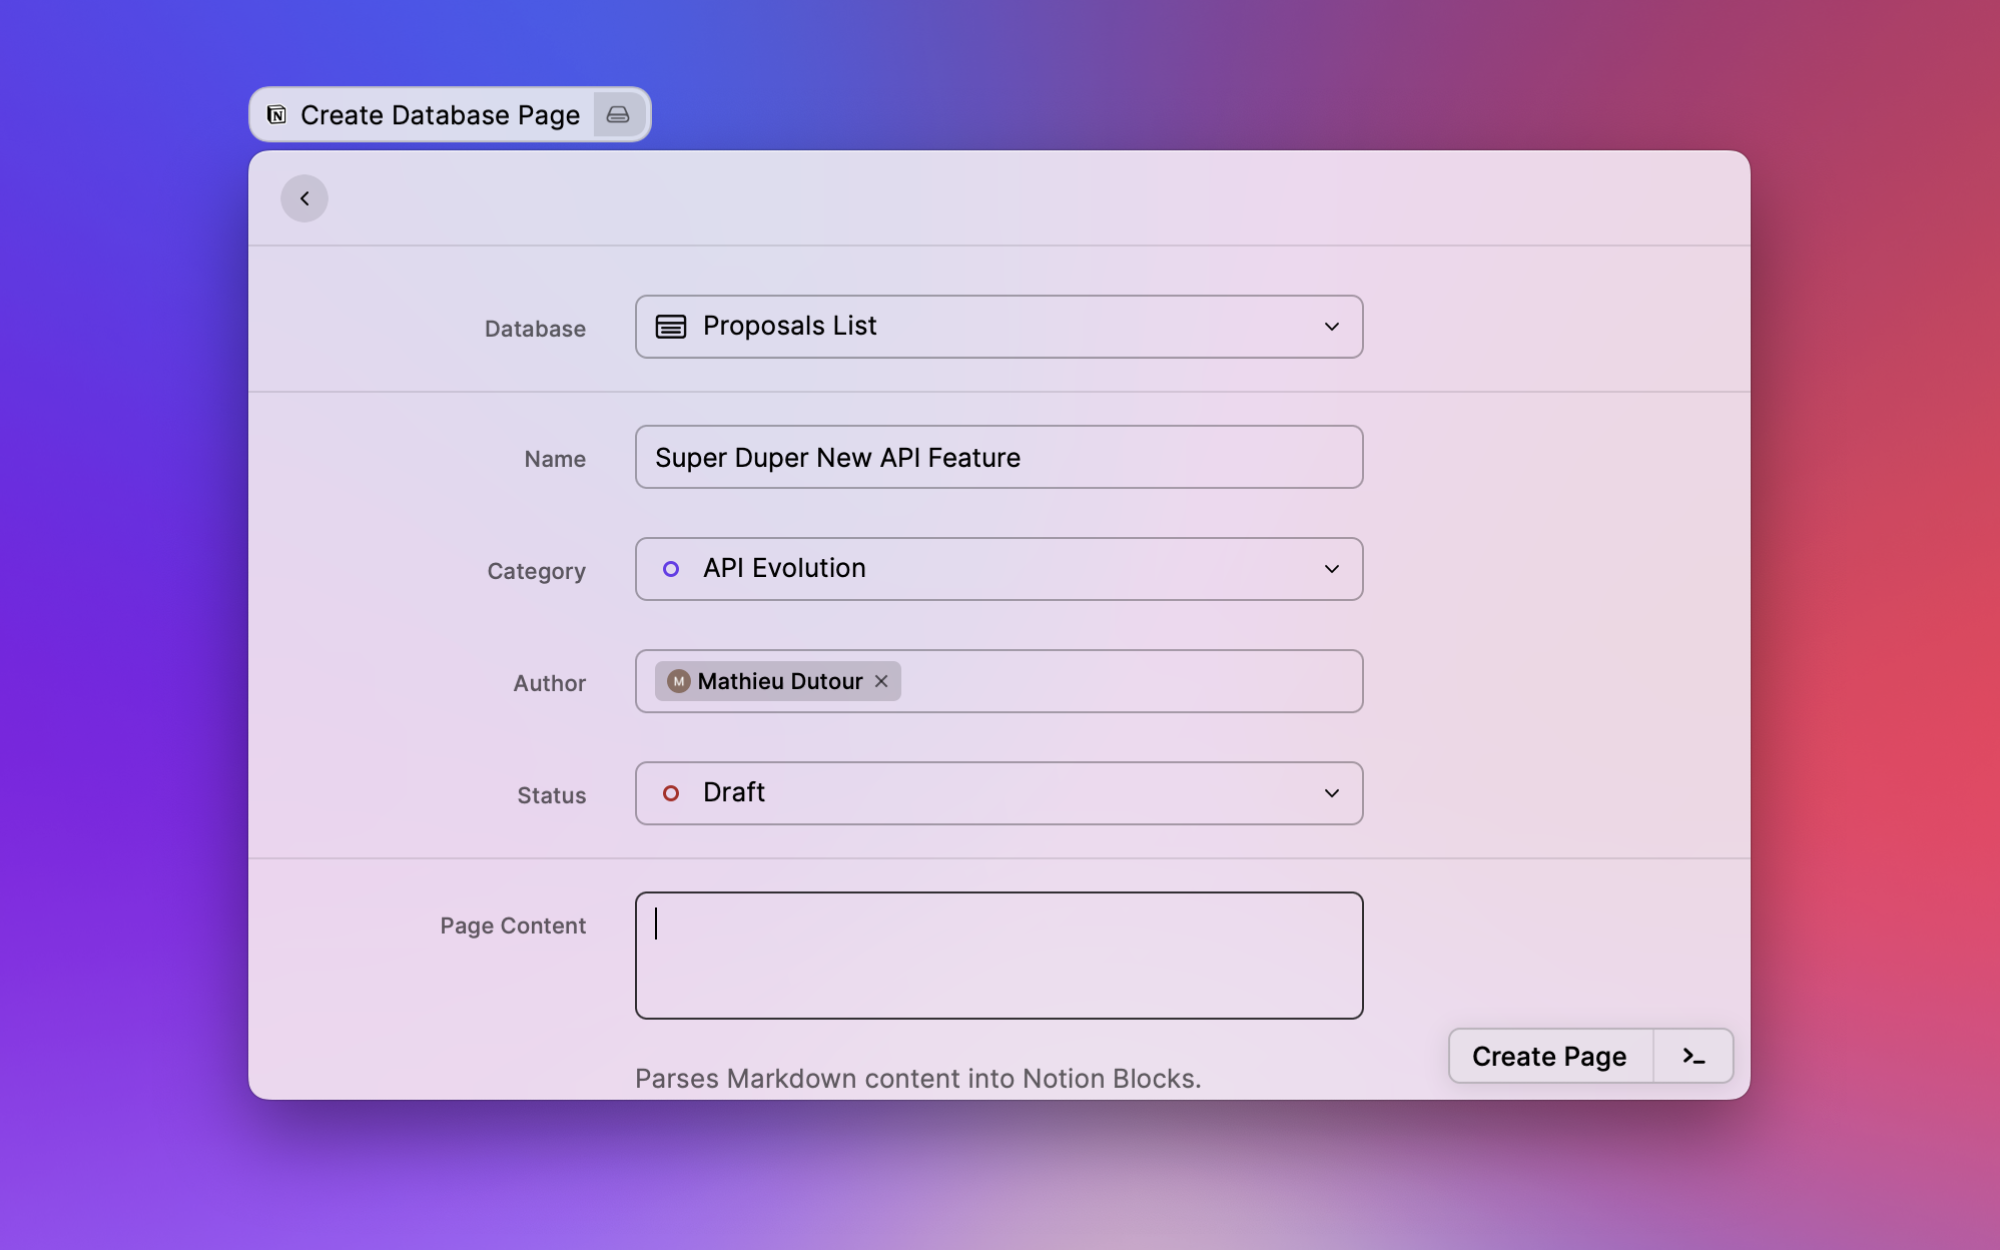 Create Database Page
Database
Proposals List
Name
Super Duper New API Feature
Category
API Evolution
Author
M Mathieu Dutour
Status
Draft
Page Content
Parses Markdown content into Notion Blocks.
Create Page